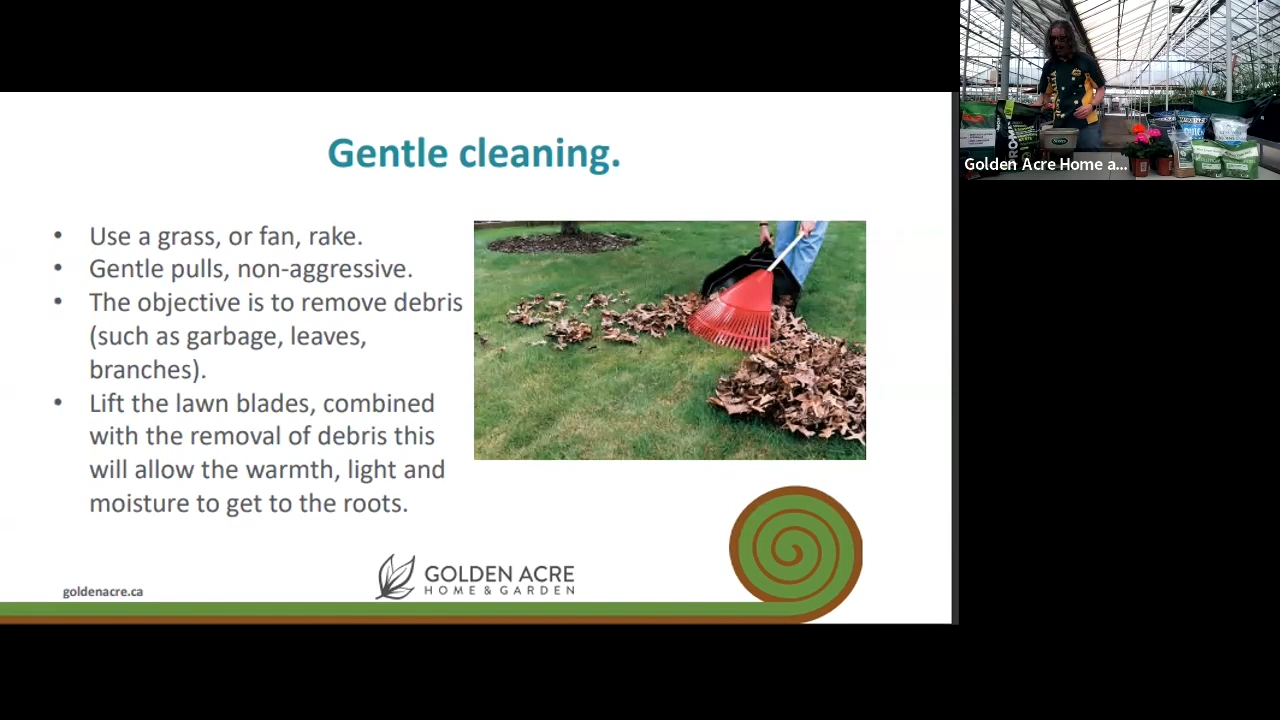 Gentle cleaning.
• Use a grass, or fan, rake.
• Gentle pulls, non-aggressive.
• The objective is to remove debris
(such as garbage, leaves,
branches).
• Lift the lawn blades, combined
with the removal of debris this
will allow the warmth, light and
moisture to get to the roots.
goldenacre.ca
GOLDEN ACRE
HOME & GARDEN
Golden Acre Home a...
Scotts